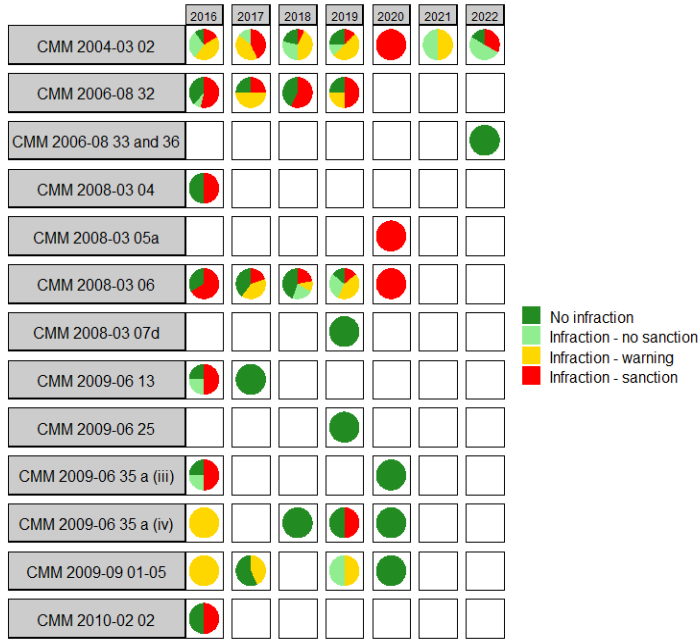 2016 2017 2018 2019 2020 2021 2022
CMM 2004-03 02
CMM 2006-08 32
CMM 2006-08 33 and 36
CMM 2008-03 04
CMM 2008-03 05a
CMM 2008-03 06
CMM 2008-03 07d
CMM 2009-06 13
CMM 2009-06 25
CMM 2009-06 35 a (iii)
CMM 2009-06 35 a (iv)
CMM 2009-09 01-05
CMM 2010-02 02
No infraction
Infraction - no sanction
Infraction - warning
Infraction - sanction